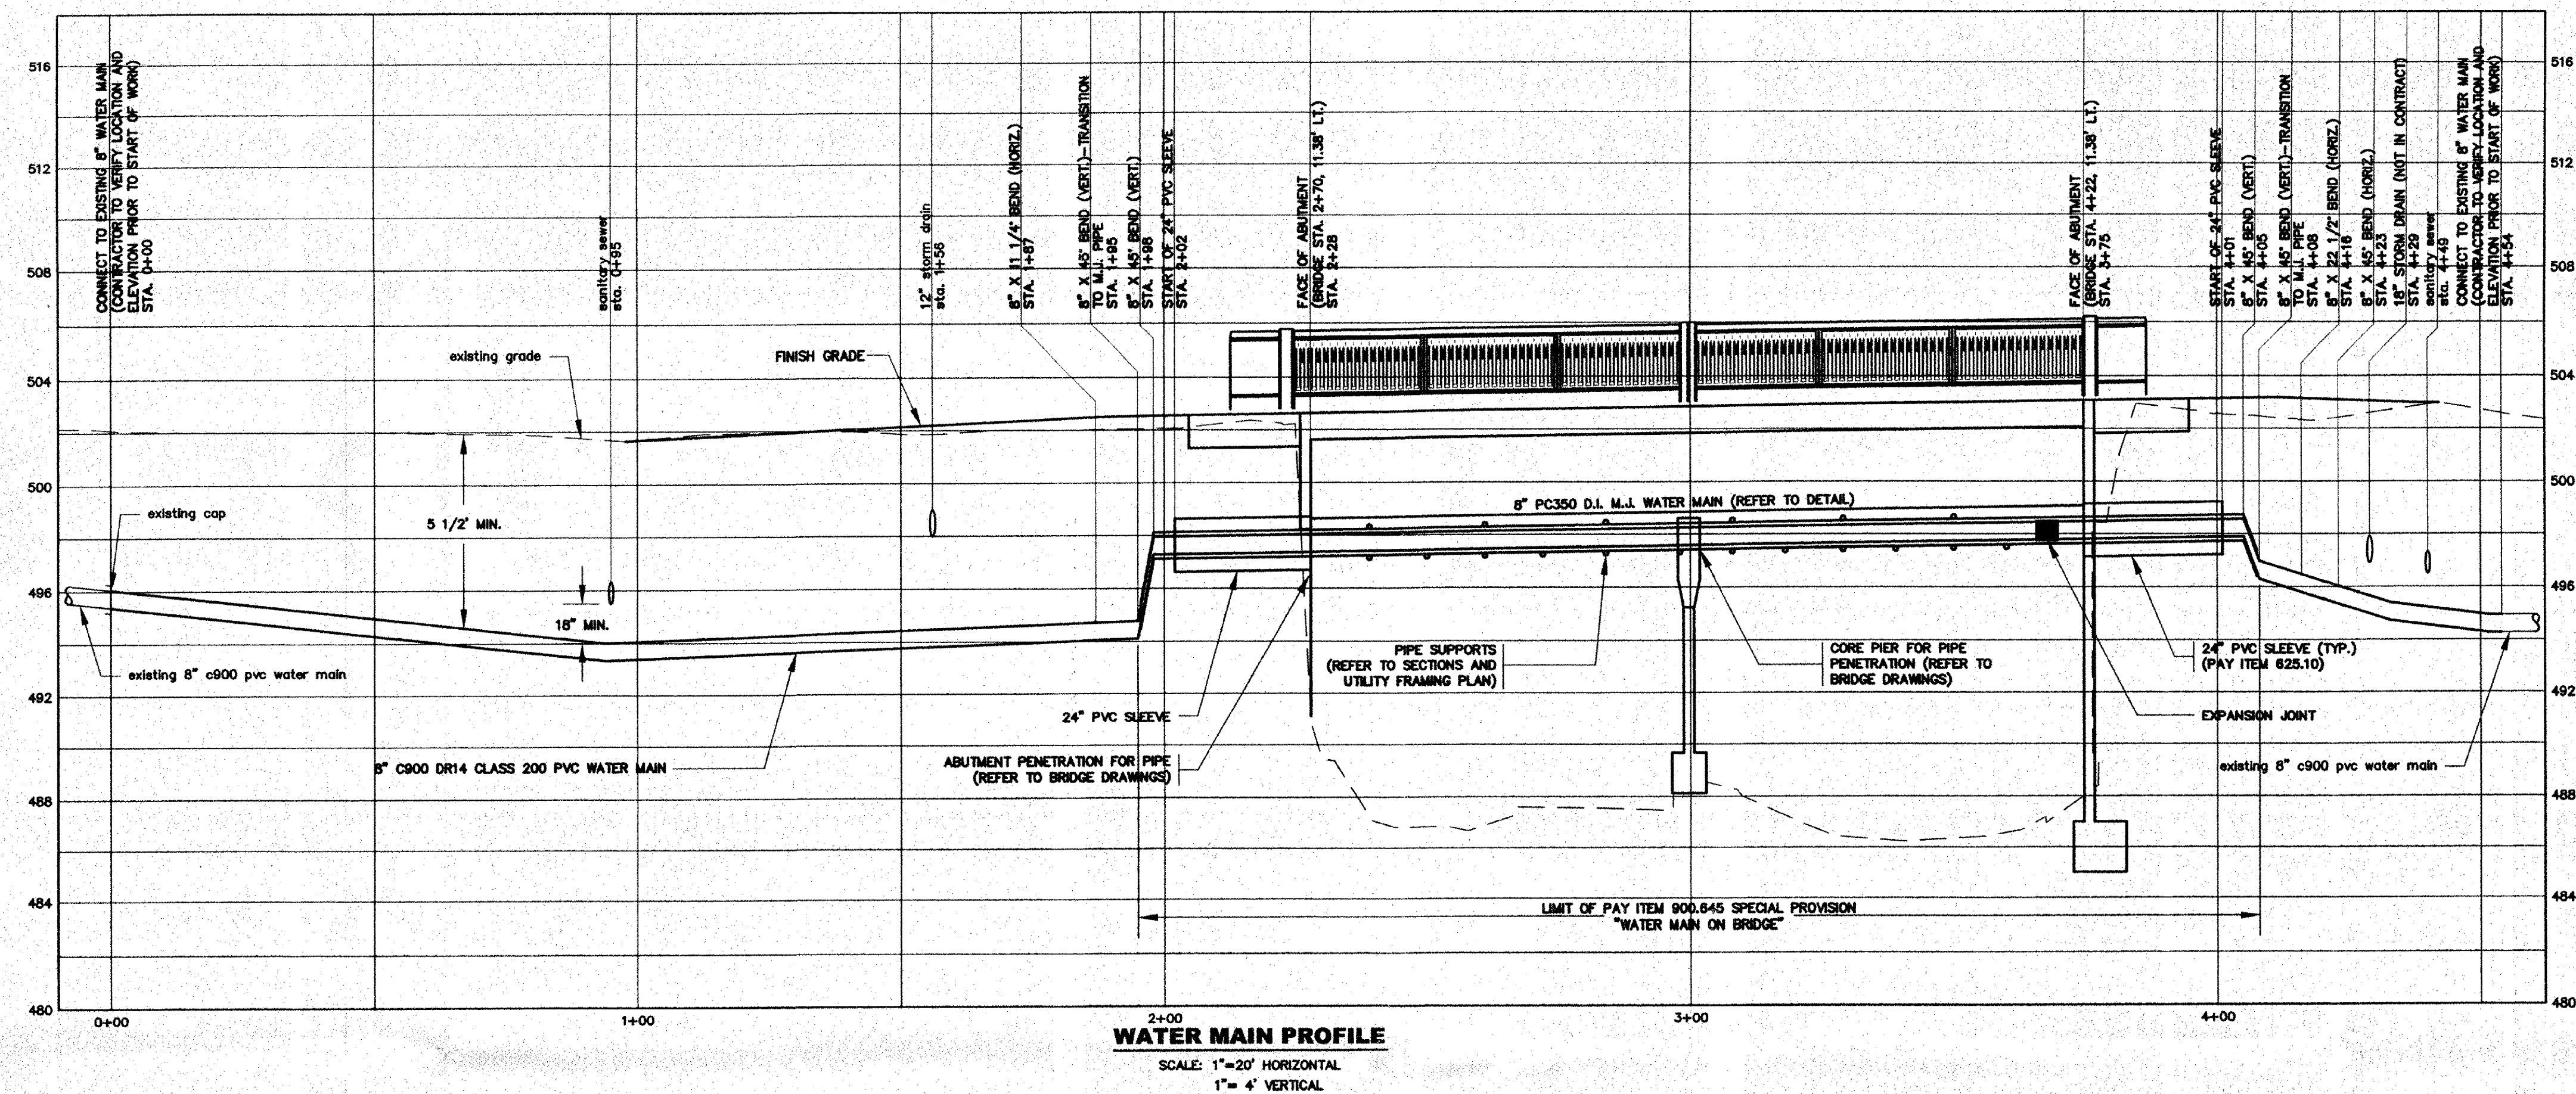 516
512
508
504
500
496
492
488
484
480
516
512
508
504
500
496
492
488
484
480
CONNECT TO EXISTING 8" WATER MAIN
(CONTRACTOR TO VERIFY LOCATION AND
ELEVATION PRIOR TO START OF WORK)
STA. 0+00
sanitary sewer
sta. 0+95
12" storm drain
sta. 1+56
8" X 11 1/4° BEND (HORIZ.)
STA. 1+87
8" X 45° BEND (VERT.)-TRANSITION
TO M.J. PIPE
STA. 1+95
8" X 45° BEND (VERT.)
STA. 1+98
START OF 24" PVC SLEEVE
STA. 2+02
FACE OF ABUTMENT
(BRIDGE STA. 2+70, 11.38' LT.)
STA. 2+28
FACE OF ABUTMENT
(BRIDGE STA. 4+22, 11.38' LT.)
STA. 3+75
START OF 24" PVC SLEEVE
STA. 4+01
8" X 45° BEND (VERT.)
STA. 4+05
8" X 45° BEND (VERT.)-TRANSITION
TO M.J. PIPE
STA. 4+08
8" X 22 1/2° BEND (HORIZ.)
STA. 4+16
8" X 45° BEND (HORIZ.)
STA. 4+23
18" STORM DRAIN (NOT IN CONTRACT)
STA. 4+29
sanitary sewer
sta. 4+49
CONNECT TO EXISTING 8" WATER MAIN
(CONTRACTOR TO VERIFY LOCATION AND
ELEVATION PRIOR TO START OF WORK)
STA. 4+54
existing grade
FINISH GRADE
existing cap
5 1/2' MIN.
8" PC350 D.I. M.J. WATER MAIN (REFER TO DETAIL)
18" MIN.
existing 8" c900 pvc water main
PIPE SUPPORTS
(REFER TO SECTIONS AND
UTILITY FRAMING PLAN)
CORE PIER FOR PIPE
PENETRATION (REFER TO
BRIDGE DRAWINGS)
24" PVC SLEEVE (TYP.)
(PAY ITEM 625.10)
24" PVC SLEEVE
EXPANSION JOINT
8" C900 DR14 CLASS 200 PVC WATER MAIN
ABUTMENT PENETRATION FOR PIPE
(REFER TO BRIDGE DRAWINGS)
existing 8" c900 pvc water main
LIMIT OF PAY ITEM 900.645 SPECIAL PROVISION
"WATER MAIN ON BRIDGE"
0+00
1+00
2+00
3+00
4+00
WATER MAIN PROFILE
SCALE: 1"=20' HORIZONTAL
1"= 4' VERTICAL